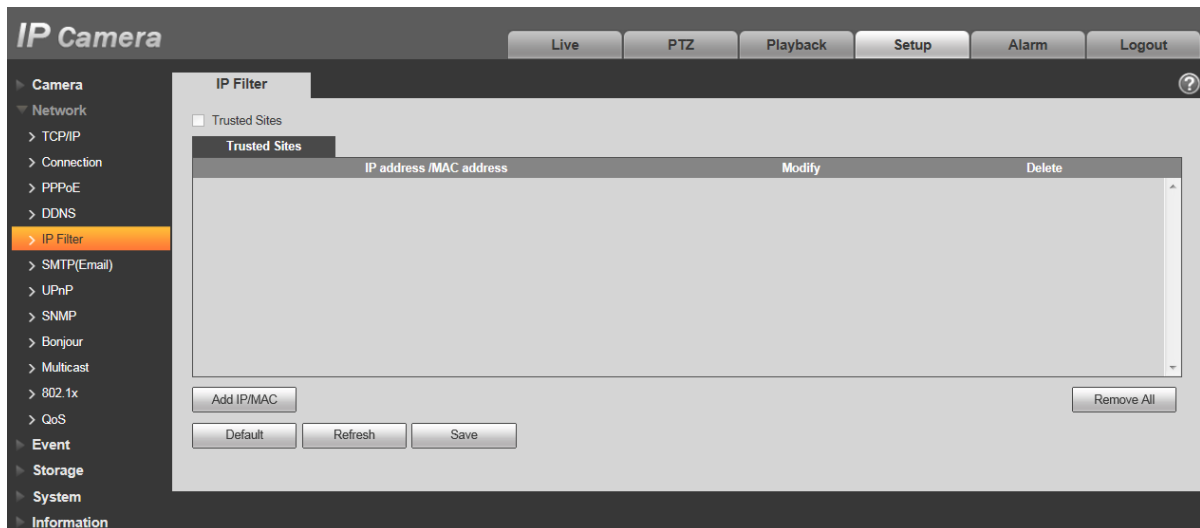 IP Camera
Live PTZ Playback Setup Alarm Logout
Camera
Network
TCP/IP
Connection
PPPoE
DDNS
IP Filter
SMTP(Email)
UPnP
SNMP
Bonjour
Multicast
802.1x
QoS
Event
Storage
System
Information
IP Filter
?
Trusted Sites
Trusted Sites
IP address /MAC address Modify Delete
Add IP/MAC Remove All
Default Refresh Save